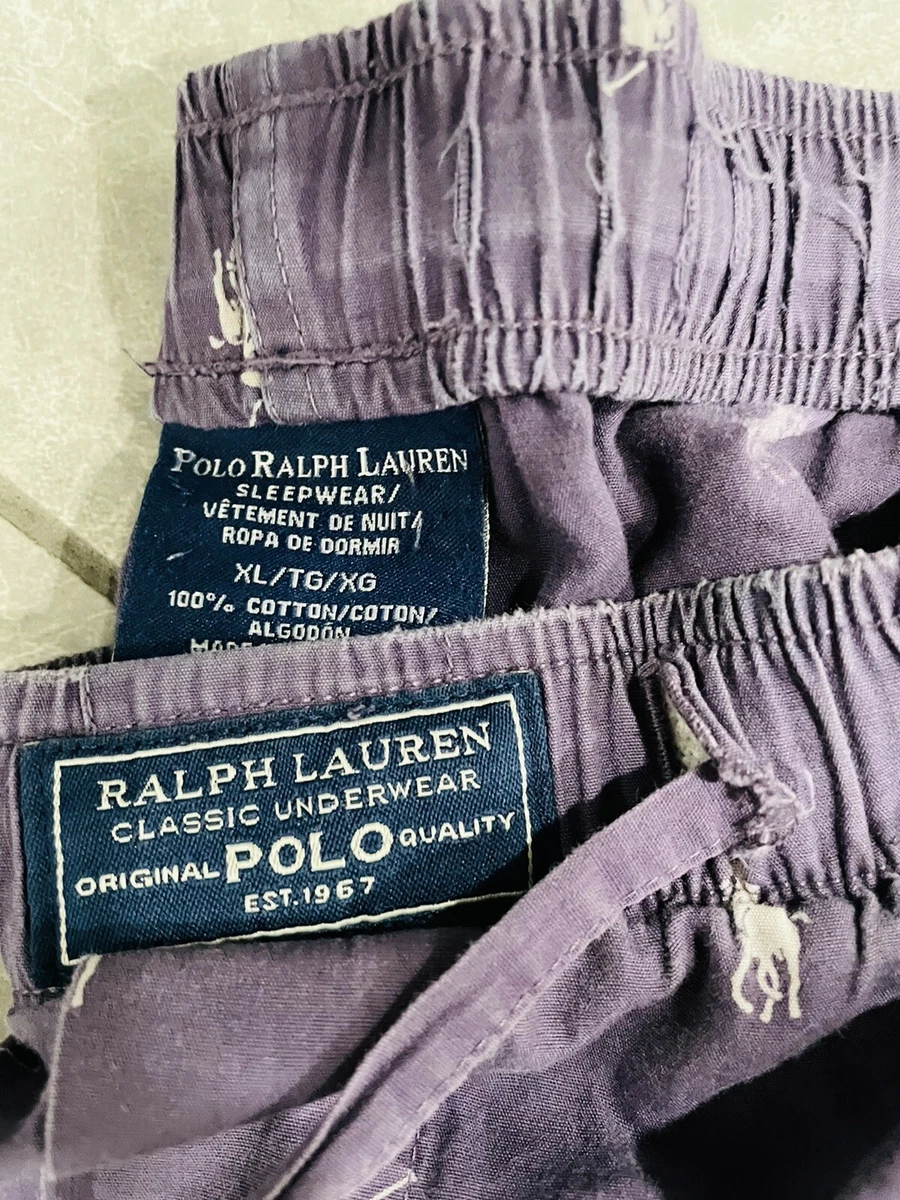 POLO RALPH LAUREN
SLEEPWEAR/
VÊTEMENT DE NUIT/
ROPA DE DORMIR
XL/TG/XG
100% COTTON/COTON/
ALGODÓN
RALPH LAUREN
CLASSIC UNDERWEAR
ORIGINAL POLO QUALITY
EST.1967